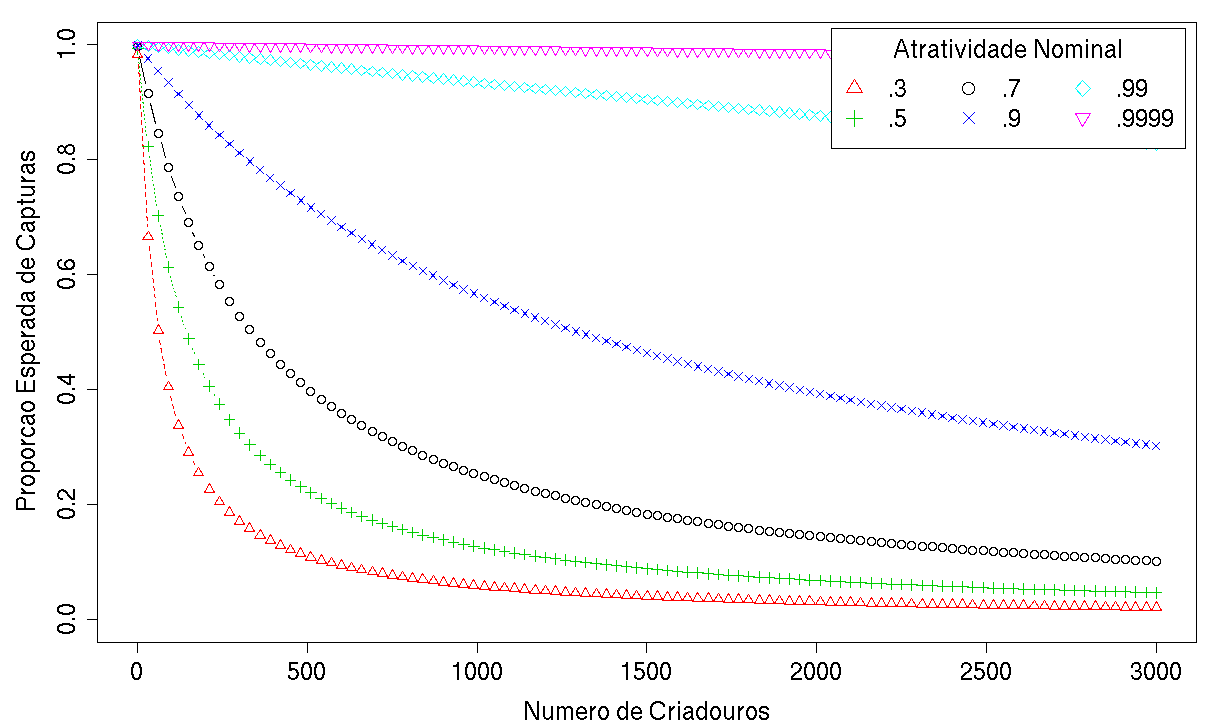 Atratividade Nominal
.3 .7 .99
.5 .9 .9999
Proporcao Esperada de Capturas
1.0
0.8
0.6
0.4
0.2
0.0
0 500 1000 1500 2000 2500 3000
Numero de Criadouros